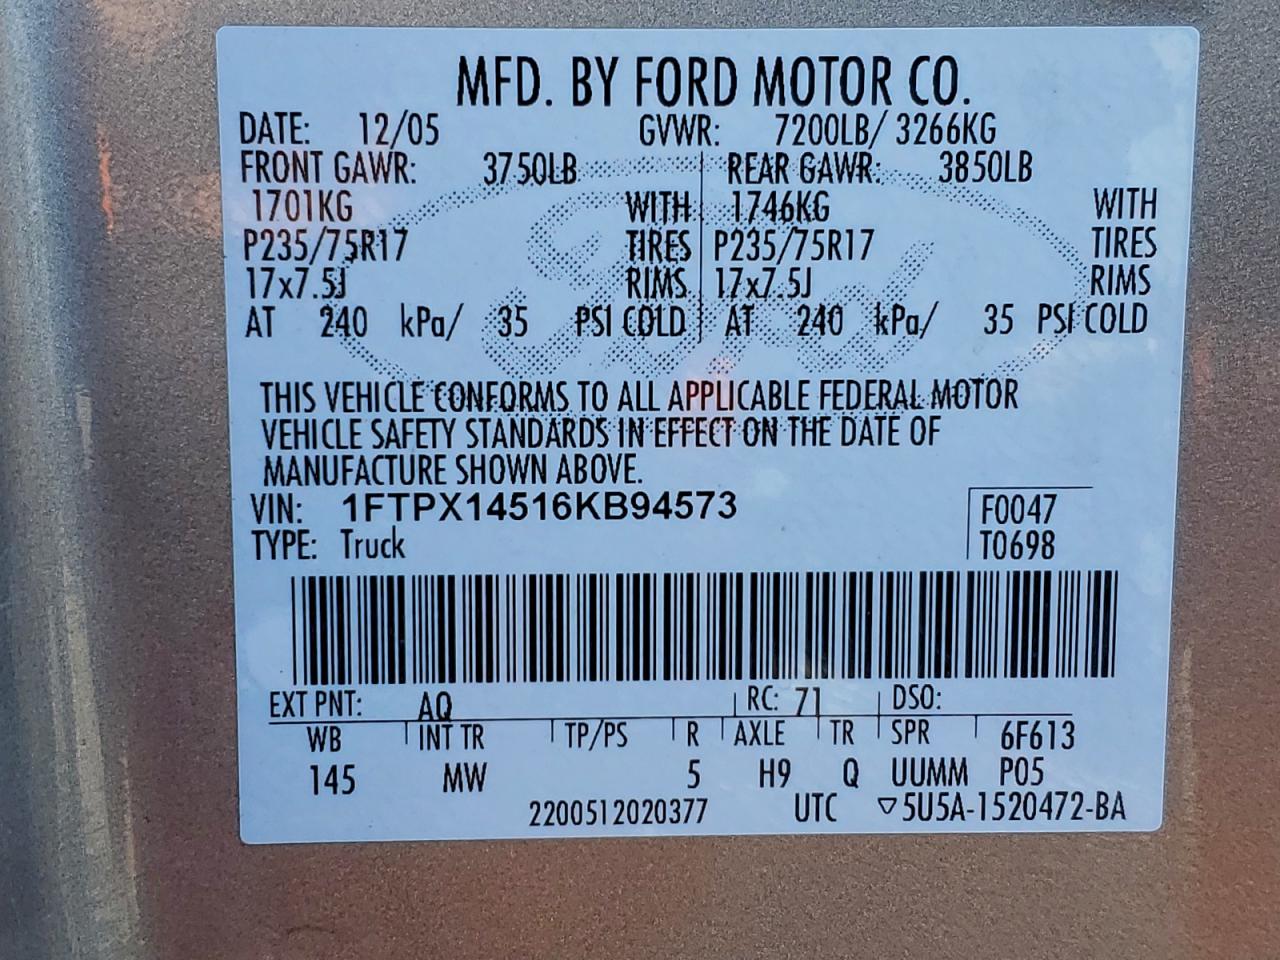 MFD. BY FORD MOTOR CO.
DATE: 12/05 GVWR: 7200LB/ 3266KG
FRONT GAWR: 3750LB REAR GAWR: 3850LB
1701KG WITH 1746KG WITH
P235/75R17 TIRES P235/75R17 TIRES
17x7.5J RIMS 17x7.5J RIMS
AT 240 kPa/ 35 PSI COLD AT 240 kPa/ 35 PSI COLD
THIS VEHICLE CONFORMS TO ALL APPLICABLE FEDERAL MOTOR
VEHICLE SAFETY STANDARDS IN EFFECT ON THE DATE OF
MANUFACTURE SHOWN ABOVE.
VIN: 1FTPX14516KB94573 F0047
TYPE: Truck T0698
EXT PNT: AQ RC: 71 DSO:
WB INT TR TP/PS R AXLE TR SPR 6F613
145 MW 5 H9 Q UUMM P05
2200512020377 UTC ▽5U5A-1520472-BA